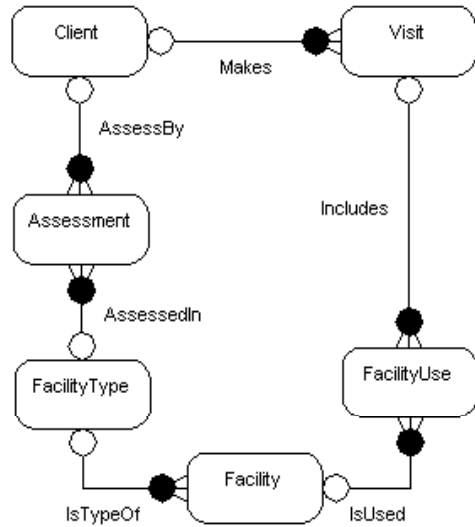 Client
Visit
Makes
AssessBy
Assessment
Includes
AssessedIn
FacilityType
FacilityUse
Facility
IsTypeOf
IsUsed